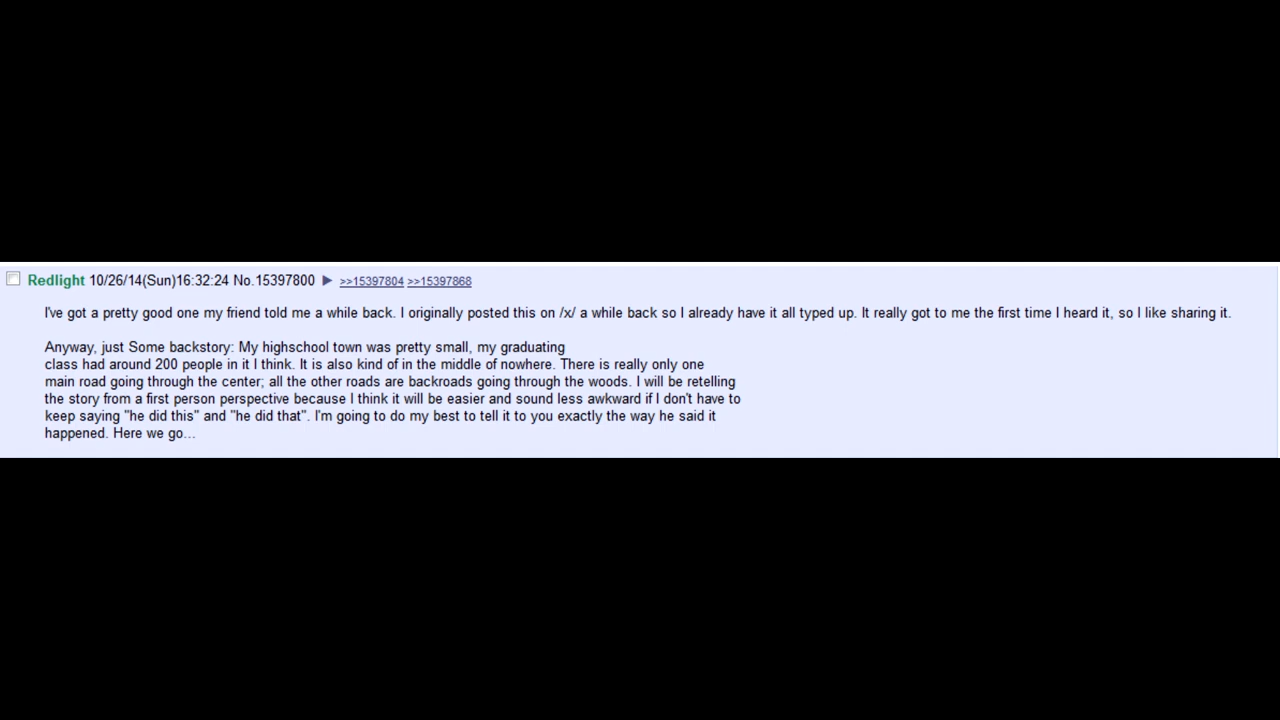 Redlight 10/26/14(Sun)16:32:24 No.15397800 ▶ >>15397804 >>15397868
I've got a pretty good one my friend told me a while back. I originally posted this on /x/ a while back so I already have it all typed up. It really got to me the first time I heard it, so I like sharing it.
Anyway, just Some backstory: My highschool town was pretty small, my graduating
class had around 200 people in it I think. It is also kind of in the middle of nowhere. There is really only one
main road going through the center; all the other roads are backroads going through the woods. I will be retelling
the story from a first person perspective because I think it will be easier and sound less awkward if I don't have to
keep saying "he did this" and "he did that". I'm going to do my best to tell it to you exactly the way he said it
happened. Here we go...